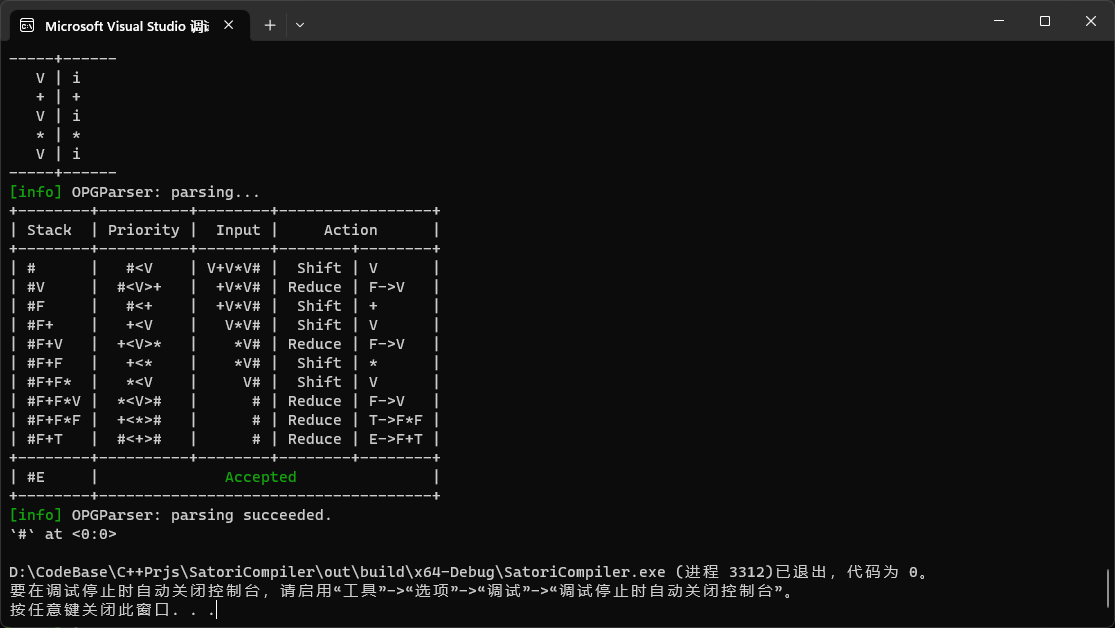 Microsoft Visual Studio 调试
-----+------
   V | i
   + | +
   V | i
   * | *
   V | i
-----+------
[info] OPGParser: parsing...
+--------+----------+--------+-----------------+
| Stack  | Priority |  Input |     Action      |
+--------+----------+--------+--------+--------+
| #      |   #<V    | V+V*V# |  Shift | V      |
| #V     |  #<V>+   |  +V*V# | Reduce | F->V   |
| #F     |   #<+    |  +V*V# |  Shift | +      |
| #F+    |   +<V    |   V*V# |  Shift | V      |
| #F+V   |  +<V>*   |    *V# | Reduce | F->V   |
| #F+F   |   +<*    |    *V# |  Shift | *      |
| #F+F*  |   *<V    |     V# |  Shift | V      |
| #F+F*V |  *<V>#   |      # | Reduce | F->V   |
| #F+F*F |  +<*>#   |      # | Reduce | T->F*F |
| #F+T   |  #<+>#   |      # | Reduce | E->F+T |
+--------+----------+--------+--------+--------+
| #E     |              Accepted               |
+--------+-------------------------------------+
[info] OPGParser: parsing succeeded.
`#` at <0:0>
D:\CodeBase\C++Prjs\SatoriCompiler\out\build\x64-Debug\SatoriCompiler.exe (进程 3312)已退出，代码为 0。
要在调试停止时自动关闭控制台，请启用“工具”->“选项”->“调试”->“调试停止时自动关闭控制台”。
按任意键关闭此窗口. . .